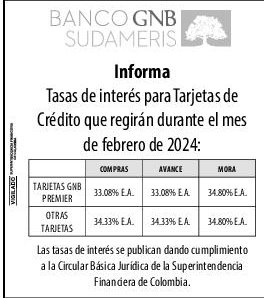 BANCO GNB
SUDAMERIS
Informa
Tasas de interés para Tarjetas de
Crédito que regirán durante el mes
de febrero de 2024:
COMPRAS AVANCE MORA
TARJETAS GNB PREMIER 33.08% E.A. 33.08% E.A. 34.80% E.A.
OTRAS TARJETAS 34.33% E.A. 34.33% E.A. 34.80% E.A.
Las tasas de interés se publican dando cumplimiento
a la Circular Básica Jurídica de la Superintendencia
Financiera de Colombia.
VIGILADO